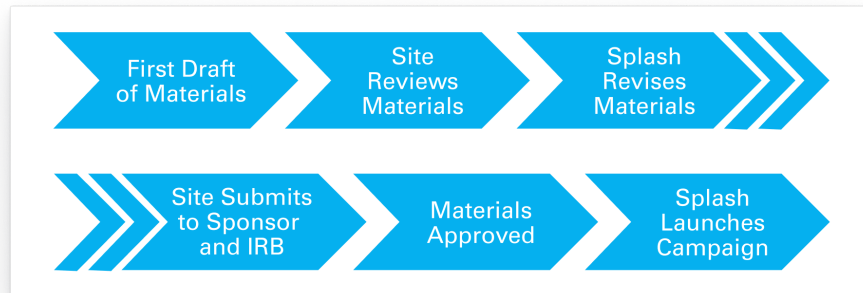 First Draft
of Materials
Site
Reviews
Materials
Splash
Revises
Materials
Site Submits
to Sponsor
and IRB
Materials
Approved
Splash
Launches
Campaign